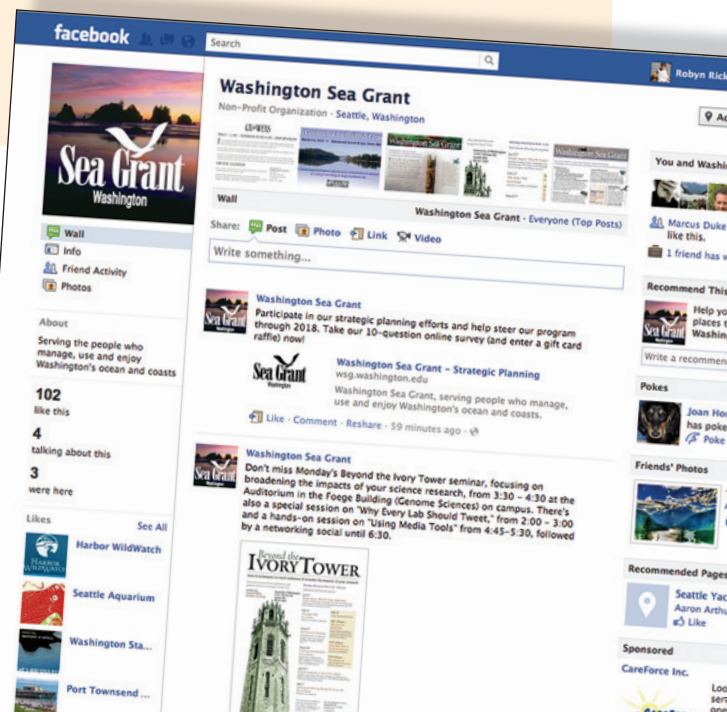 facebook
Search
Robyn Rick
Sea Grant
Washington
Washington Sea Grant
Non-Profit Organization · Seattle, Washington
Wall
Washington Sea Grant · Everyone (Top Posts)
Share: Post Photo Link Video
Write something...
Wall
Info
Friend Activity
Photos
About
Serving the people who
manage, use and enjoy
Washington's ocean and coasts
102
like this
4
talking about this
3
were here
Likes
See All
Harbor WildWatch
Seattle Aquarium
Washington Sta...
Port Townsend ...
Washington Sea Grant
Participate in our strategic planning efforts and help steer our program
through 2018. Take our 10-question online survey (and enter a gift card
raffle) now!
Sea Grant
Washington Sea Grant – Strategic Planning
wsg.washington.edu
Washington Sea Grant, serving people who manage,
use and enjoy Washington's ocean and coasts.
Like · Comment · Reshare · 59 minutes ago ·
Washington Sea Grant
Don't miss Monday's Beyond the Ivory Tower seminar, focusing on
broadening the impacts of your science research, from 3:30 – 4:30 at the
Auditorium in the Foege Building (Genome Sciences) on campus. There's
also a special session on "Why Every Lab Should Tweet," from 2:00 – 3:00
and a hands-on session on "Using Media Tools" from 4:45–5:30, followed
by a networking social until 6:30.
Beyond the
IVORY TOWER
You and Washi
Marcus Duke
like this.
1 friend has
Recommend This
Help yo
places
Washin
Sea Grant
Write a recommen
Pokes
Joan Ho
has poke
Poke
Friends' Photos
Recommended Pages
Seattle Yac
Aaron Arthu
Like
Sponsored
CareForce Inc.